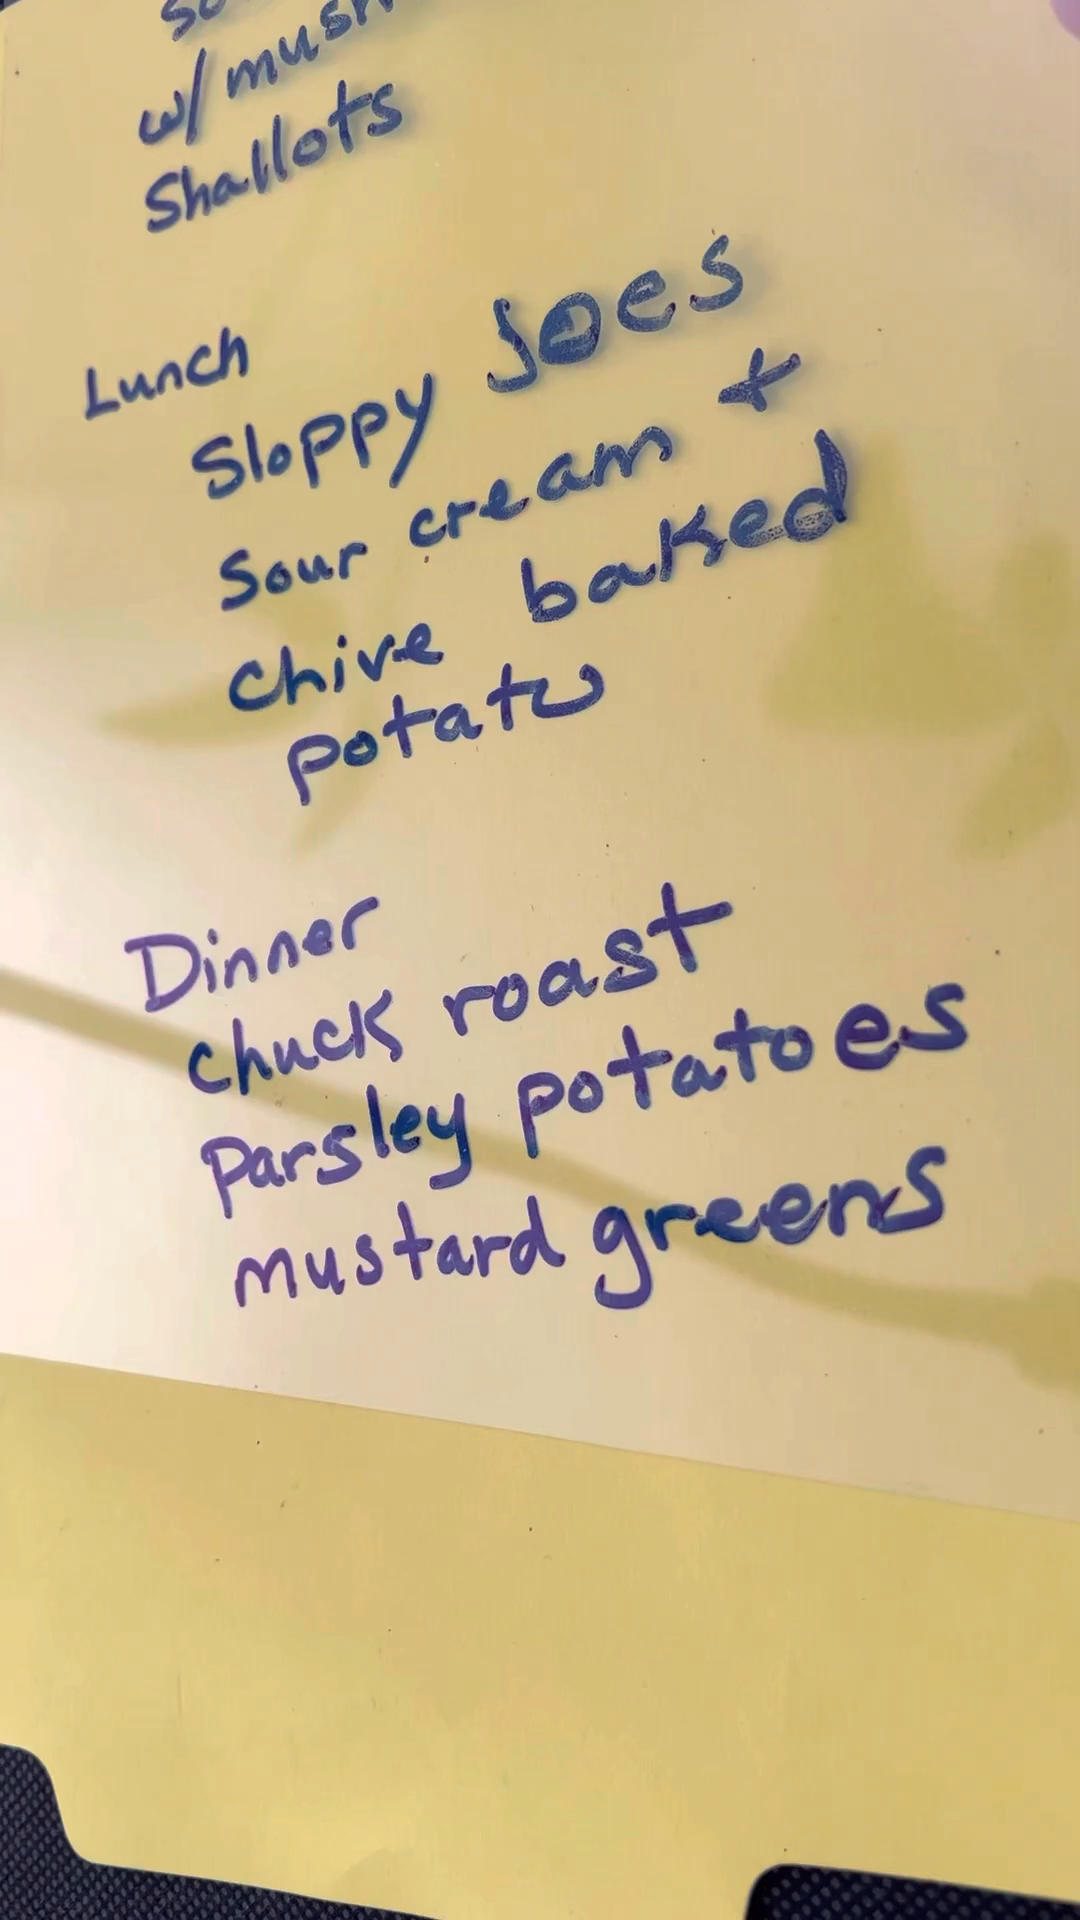 w/
Shallots
Lunch
Sloppy Joes
Sour cream +
chive baked
potato
Dinner
chuck roast
parsley potatoes
mustard greens